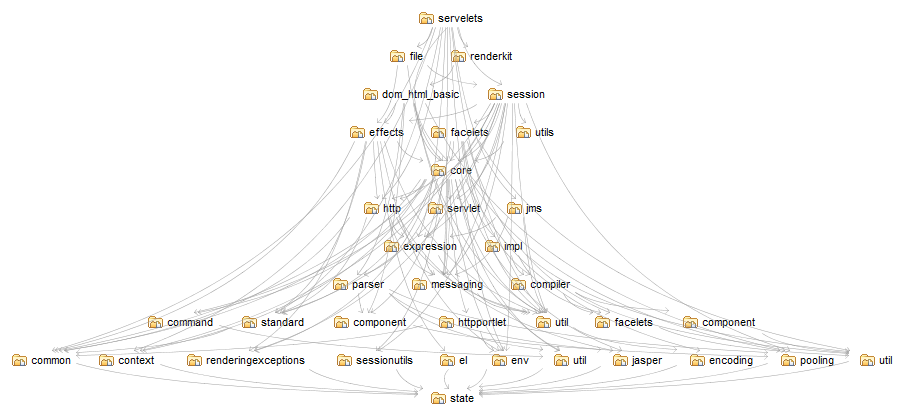 servelets
file renderkit
dom_html_basic session
effects facelets utils
core
http servlet jms
expression impl
parser messaging compiler
command standard component httpportlet util facelets component
common context renderingexceptions sessionutils el env util jasper encoding pooling util
state